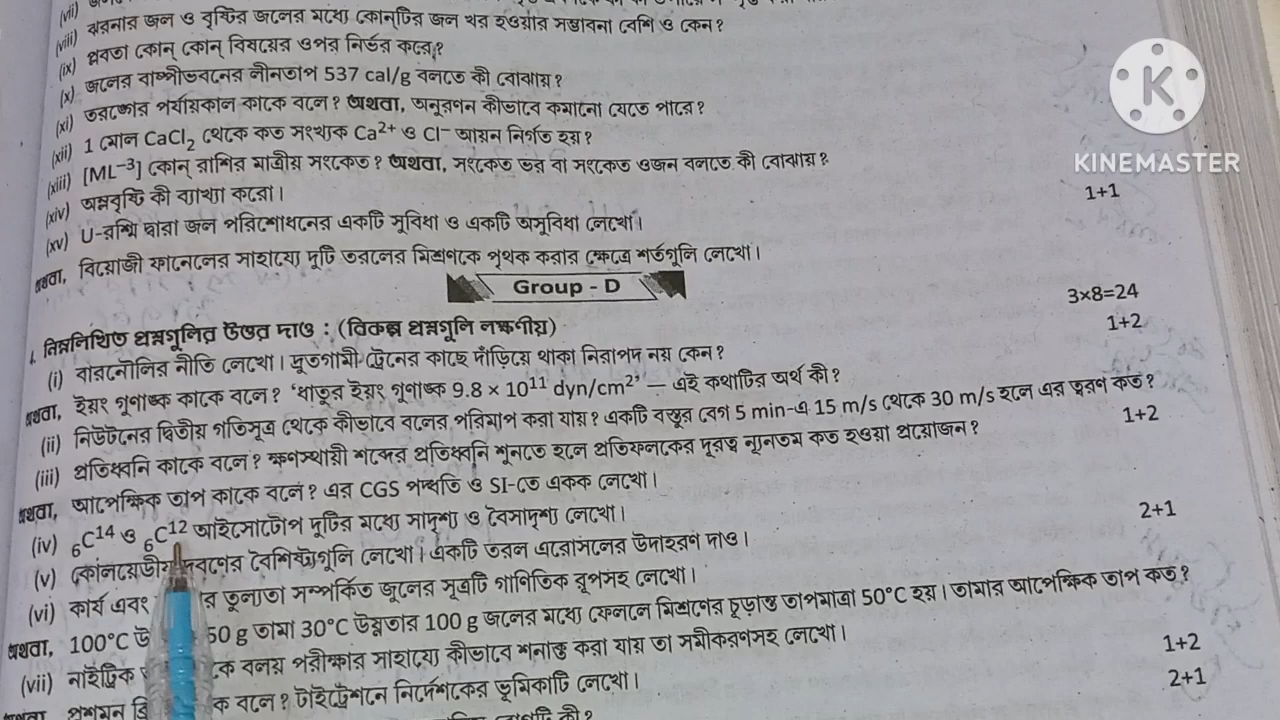 (vii)
(viii) ঝরনার জল ও বৃষ্টির জলের মধ্যে কোন্‌টির জল খর হওয়ার সম্ভাবনা বেশি ও কেন?
(ix) প্লবতা কোন্ কোন্ বিষয়ের ওপর নির্ভর করে?
(x) জলের বাষ্পীভবনের লীনতাপ 537 cal/g বলতে কী বোঝায়?
(xi) তরঙ্গের পর্যায়কাল কাকে বলে? অথবা, অনুরণন কীভাবে কমানো যেতে পারে?
(xii) 1 মোল CaCl₂ থেকে কত সংখ্যক Ca²⁺ ও Cl⁻ আয়ন নির্গত হয়?
(xiii) [ML⁻³] কোন্ রাশির মাত্রীয় সংকেত? অথবা, সংকেত ভর বা সংকেত ওজন বলতে কী বোঝায়?
(xiv) অম্লবৃষ্টি কী ব্যাখ্যা করো।
(xv) U-রশ্মি দ্বারা জল পরিশোধনের একটি সুবিধা ও একটি অসুবিধা লেখো। 1+1
অথবা, বিয়োজী ফানেলের সাহায্যে দুটি তরলের মিশ্রণকে পৃথক করার ক্ষেত্রে শর্তগুলি লেখো।
Group - D
নিম্নলিখিত প্রশ্নগুলির উত্তর দাও : (বিকল্প প্রশ্নগুলি লক্ষণীয়) 3×8=24
(i) বারনৌলির নীতি লেখো। দ্রুতগামী ট্রেনের কাছে দাঁড়িয়ে থাকা নিরাপদ নয় কেন? 1+2
অথবা, ইয়ং গুণাঙ্ক কাকে বলে? ‘ধাতুর ইয়ং গুণাঙ্ক 9.8 × 10¹¹ dyn/cm²’ — এই কথাটির অর্থ কী?
(ii) নিউটনের দ্বিতীয় গতিসূত্র থেকে কীভাবে বলের পরিমাপ করা যায়? একটি বস্তুর বেগ 5 min-এ 15 m/s থেকে 30 m/s হলে এর ত্বরণ কত?
(iii) প্রতিধ্বনি কাকে বলে? ক্ষণস্থায়ী শব্দের প্রতিধ্বনি শুনতে হলে প্রতিফলকের দূরত্ব ন্যূনতম কত হওয়া প্রয়োজন? 1+2
অথবা, আপেক্ষিক তাপ কাকে বলে? এর CGS পদ্ধতি ও SI-তে একক লেখো।
(iv) ₆C¹⁴ ও ₆C¹² আইসোটোপ দুটির মধ্যে সাদৃশ্য ও বৈসাদৃশ্য লেখো।
(v) কোলয়েডীয় দ্রবণের বৈশিষ্ট্যগুলি লেখো। একটি তরল এরোসলের উদাহরণ দাও। 2+1
(vi) কার্য এবং র তুল্যতা সম্পর্কিত জুলের সূত্রটি গাণিতিক রূপসহ লেখো।
অথবা, 100°C উ 50 g তামা 30°C উষ্ণতার 100 g জলের মধ্যে ফেললে মিশ্রণের চূড়ান্ত তাপমাত্রা 50°C হয়। তামার আপেক্ষিক তাপ কত?
(vii) নাইট্রিক কে বলয় পরীক্ষার সাহায্যে কীভাবে শনাক্ত করা যায় তা সমীকরণসহ লেখো।
অথবা, প্রশমন বি ক বলে? টাইট্রেশনে নির্দেশকের ভূমিকাটি লেখো। 1+2
2+1
KINEMASTER